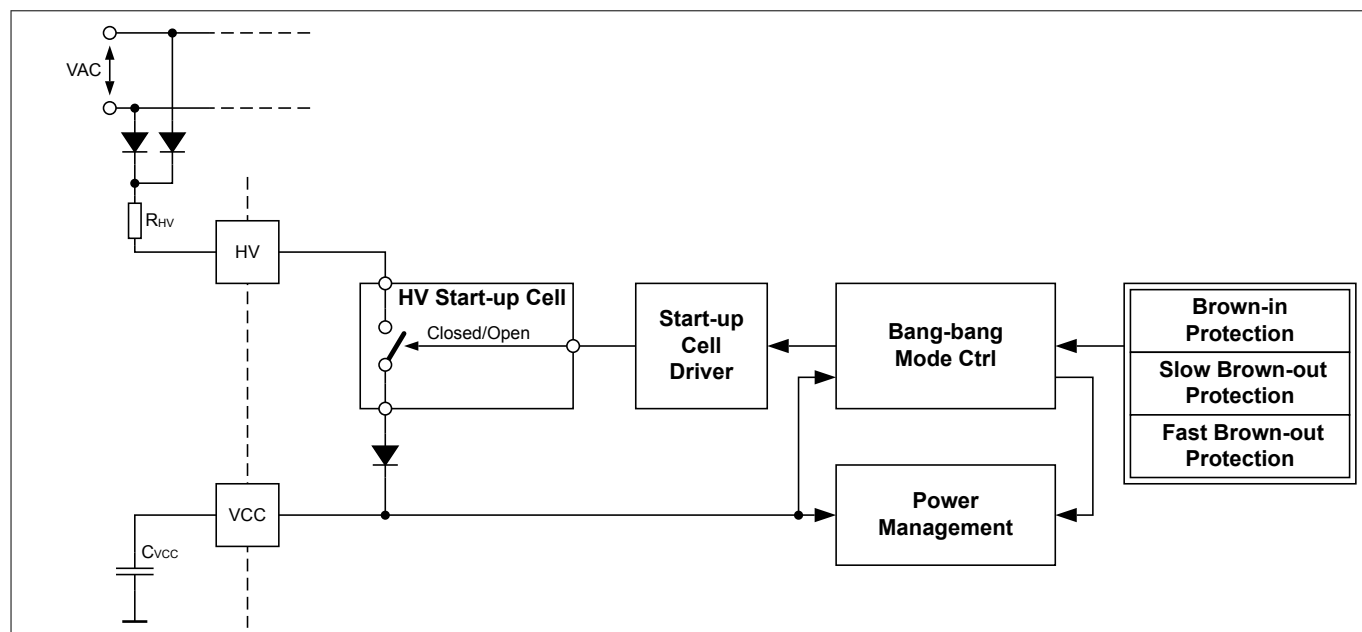 VAC
RHV
HV
HV Start-up Cell
Closed/Open
Start-up
Cell
Driver
Bang-bang
Mode Ctrl
Brown-in
Protection
Slow Brown-out
Protection
Fast Brown-out
Protection
VCC
CVCC
Power
Management